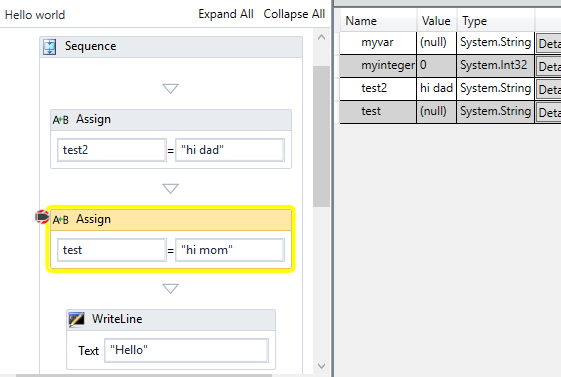 Hello world
Expand All
Collapse All
Sequence
A+B Assign
test2 = "hi dad"
A+B Assign
test = "hi mom"
WriteLine
Text "Hello"
Name Value Type
myvar (null) System.String Deta
myinteger 0 System.Int32 Deta
test2 hi dad System.String Deta
test (null) System.String Deta